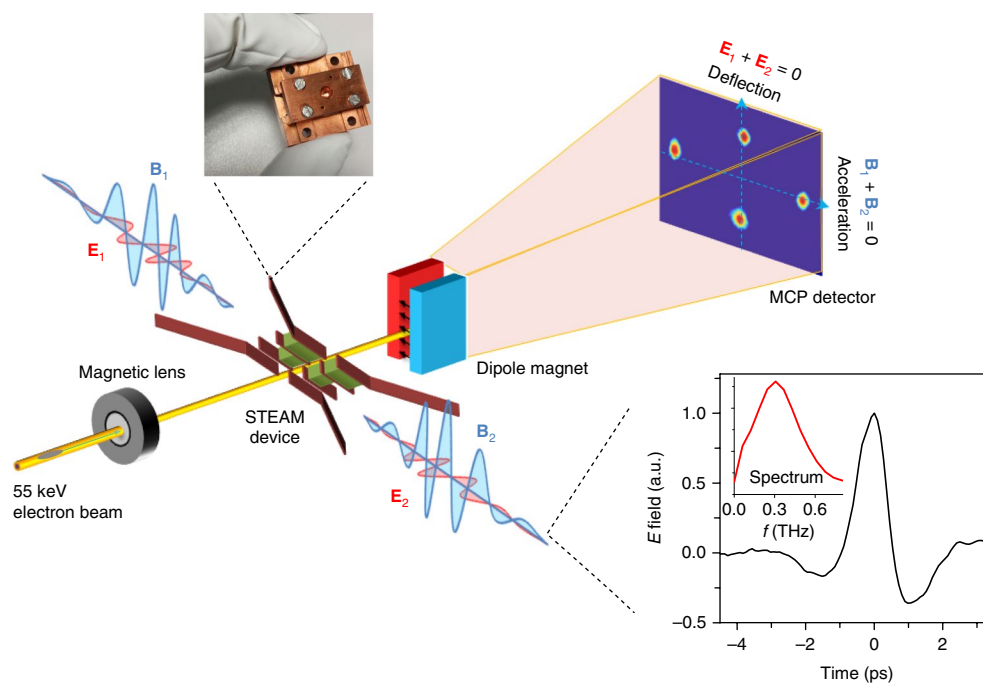 E1 + E2 = 0
Deflection
B1 + B2 = 0
Acceleration
MCP detector
B1
E1
Magnetic lens
STEAM
device
Dipole magnet
B2
E2
55 keV
electron beam
Spectrum
0.0 0.3 0.6
f (THz)
E field (a.u.)
1.0
0.5
0.0
–0.5
–4 –2 0 2
Time (ps)